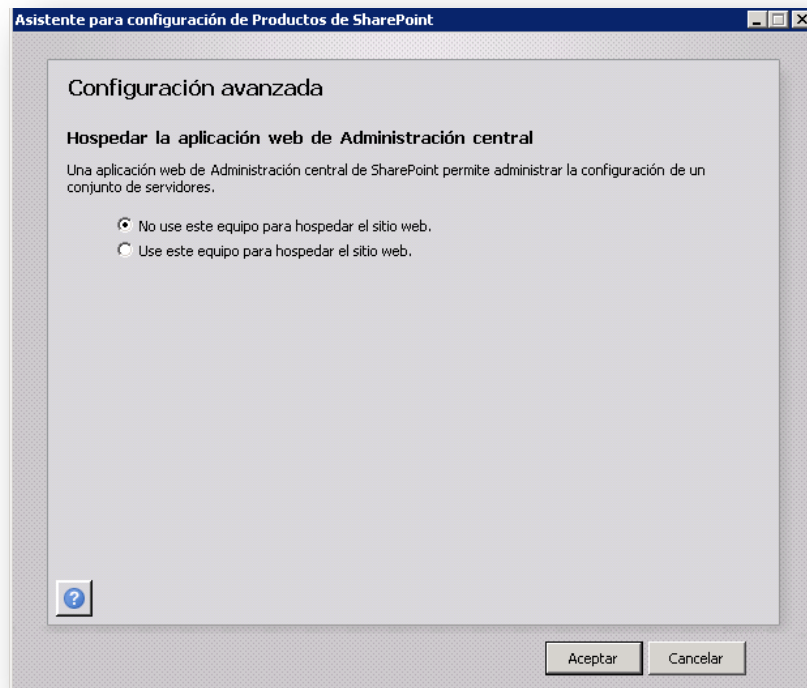 Asistente para configuración de Productos de SharePoint
Configuración avanzada
Hospedar la aplicación web de Administración central
Una aplicación web de Administración central de SharePoint permite administrar la configuración de un
conjunto de servidores.
No use este equipo para hospedar el sitio web.
Use este equipo para hospedar el sitio web.
?
Aceptar
Cancelar